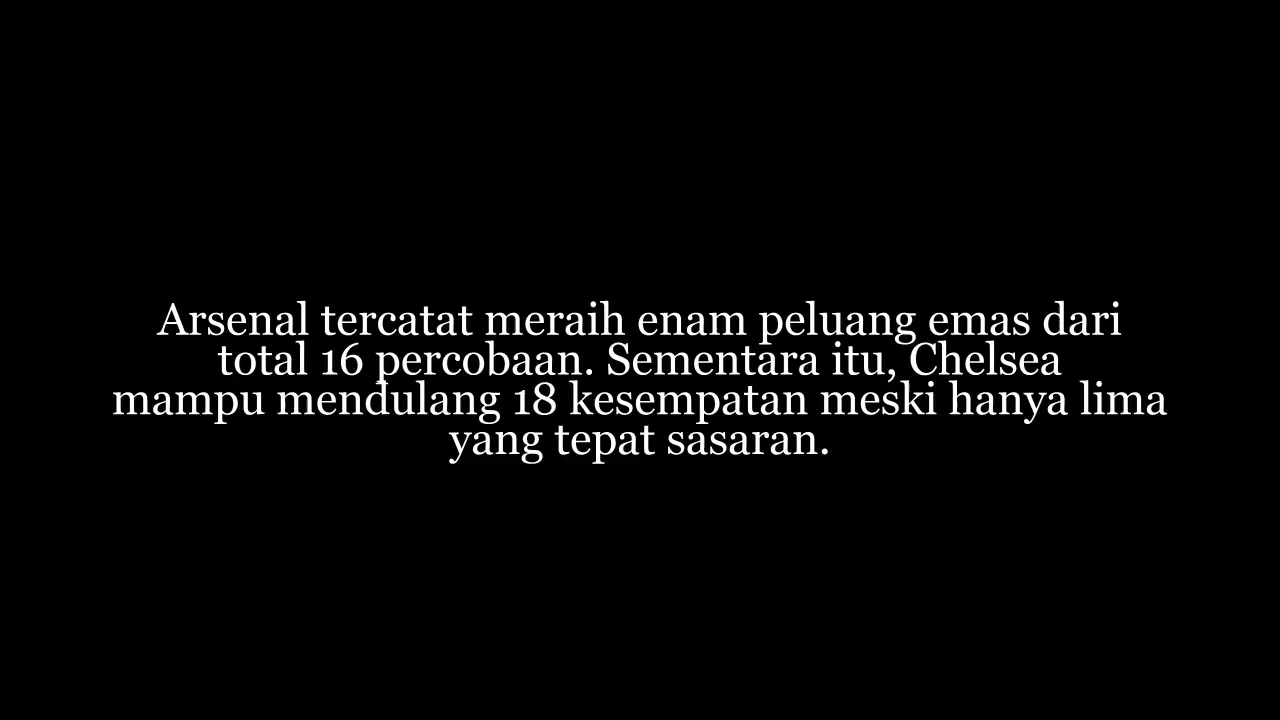 Arsenal tercatat meraih enam peluang emas dari
total 16 percobaan. Sementara itu, Chelsea
mampu mendulang 18 kesempatan meski hanya lima
yang tepat sasaran.